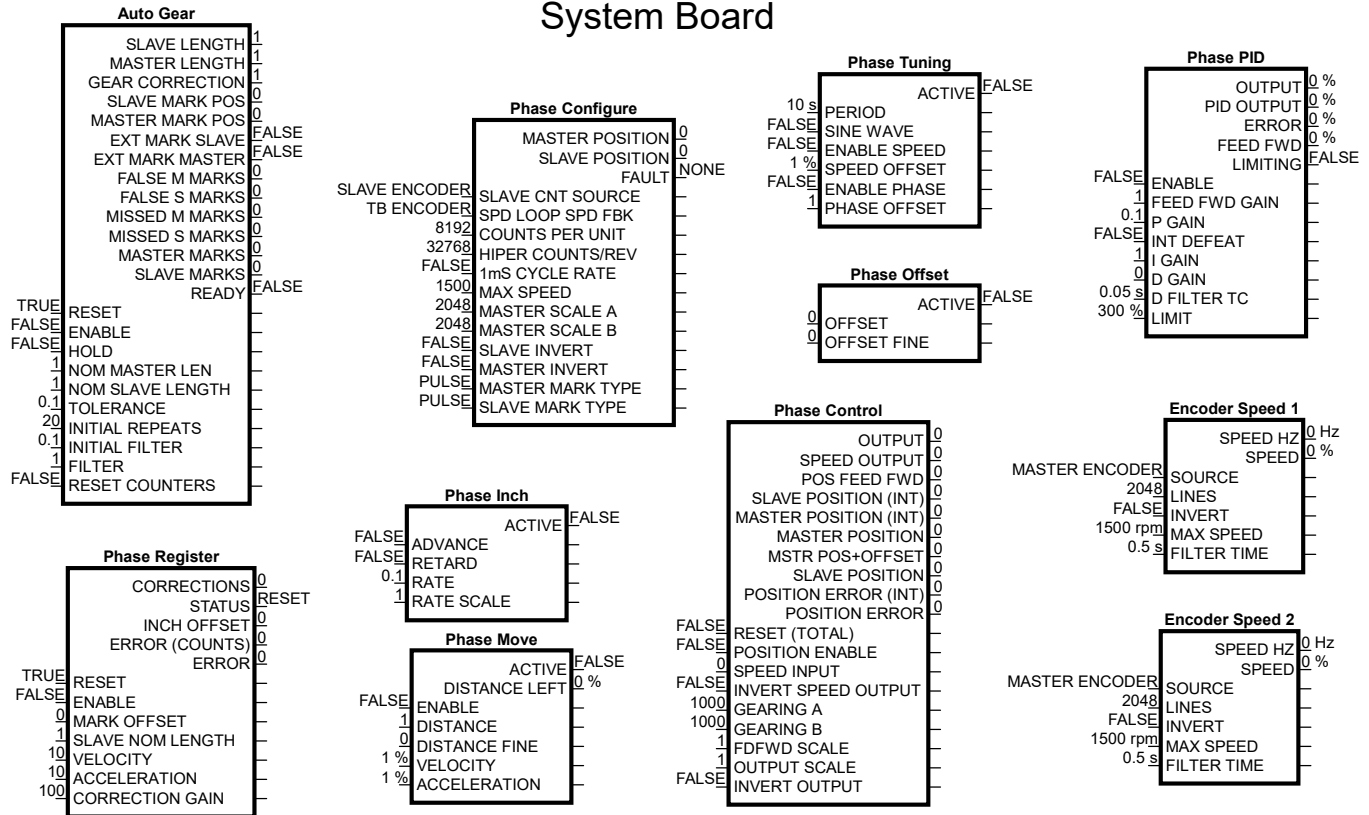 System Board
Auto Gear
SLAVE LENGTH 1
MASTER LENGTH 1
GEAR CORRECTION 1
SLAVE MARK POS 0
MASTER MARK POS 0
EXT MARK SLAVE FALSE
EXT MARK MASTER FALSE
FALSE M MARKS 0
FALSE S MARKS 0
MISSED M MARKS 0
MISSED S MARKS 0
MASTER MARKS 0
SLAVE MARKS 0
READY FALSE
TRUE RESET
FALSE ENABLE
FALSE HOLD
1 NOM MASTER LEN
1 NOM SLAVE LENGTH
0.1 TOLERANCE
20 INITIAL REPEATS
0.1 INITIAL FILTER
1 FILTER
FALSE RESET COUNTERS
Phase Register
CORRECTIONS 0
STATUS RESET
INCH OFFSET 0
ERROR (COUNTS) 0
ERROR 0
TRUE RESET
FALSE ENABLE
0 MARK OFFSET
1 SLAVE NOM LENGTH
10 VELOCITY
10 ACCELERATION
100 CORRECTION GAIN
Phase Configure
MASTER POSITION 0
SLAVE POSITION 0
FAULT NONE
SLAVE ENCODER SLAVE CNT SOURCE
TB ENCODER SPD LOOP SPD FBK
8192 COUNTS PER UNIT
32768 HIPER COUNTS/REV
FALSE 1mS CYCLE RATE
1500 MAX SPEED
2048 MASTER SCALE A
2048 MASTER SCALE B
FALSE SLAVE INVERT
FALSE MASTER INVERT
PULSE MASTER MARK TYPE
PULSE SLAVE MARK TYPE
Phase Inch
ACTIVE FALSE
FALSE ADVANCE
FALSE RETARD
0.1 RATE
1 RATE SCALE
Phase Move
ACTIVE FALSE
DISTANCE LEFT 0 %
FALSE ENABLE
1 DISTANCE
0 DISTANCE FINE
1 % VELOCITY
1 % ACCELERATION
Phase Tuning
ACTIVE FALSE
10 s PERIOD
FALSE SINE WAVE
FALSE ENABLE SPEED
1 % SPEED OFFSET
FALSE ENABLE PHASE
1 PHASE OFFSET
Phase Offset
ACTIVE FALSE
0 OFFSET
0 OFFSET FINE
Phase Control
OUTPUT 0
SPEED OUTPUT 0
POS FEED FWD 0
SLAVE POSITION (INT) 0
MASTER POSITION (INT) 0
MASTER POSITION 0
MSTR POS+OFFSET 0
SLAVE POSITION 0
POSITION ERROR (INT) 0
POSITION ERROR 0
FALSE RESET (TOTAL)
FALSE POSITION ENABLE
0 SPEED INPUT
FALSE INVERT SPEED OUTPUT
1000 GEARING A
1000 GEARING B
1 FDFWD SCALE
1 OUTPUT SCALE
FALSE INVERT OUTPUT
Phase PID
OUTPUT 0 %
PID OUTPUT 0 %
ERROR 0 %
FEED FWD 0 %
LIMITING FALSE
FALSE ENABLE
1 FEED FWD GAIN
0.1 P GAIN
FALSE INT DEFEAT
1 I GAIN
0 D GAIN
0.05 s D FILTER TC
300 % LIMIT
Encoder Speed 1
SPEED HZ 0 Hz
SPEED 0 %
MASTER ENCODER SOURCE
2048 LINES
FALSE INVERT
1500 rpm MAX SPEED
0.5 s FILTER TIME
Encoder Speed 2
SPEED HZ 0 Hz
SPEED 0 %
MASTER ENCODER SOURCE
2048 LINES
FALSE INVERT
1500 rpm MAX SPEED
0.5 s FILTER TIME